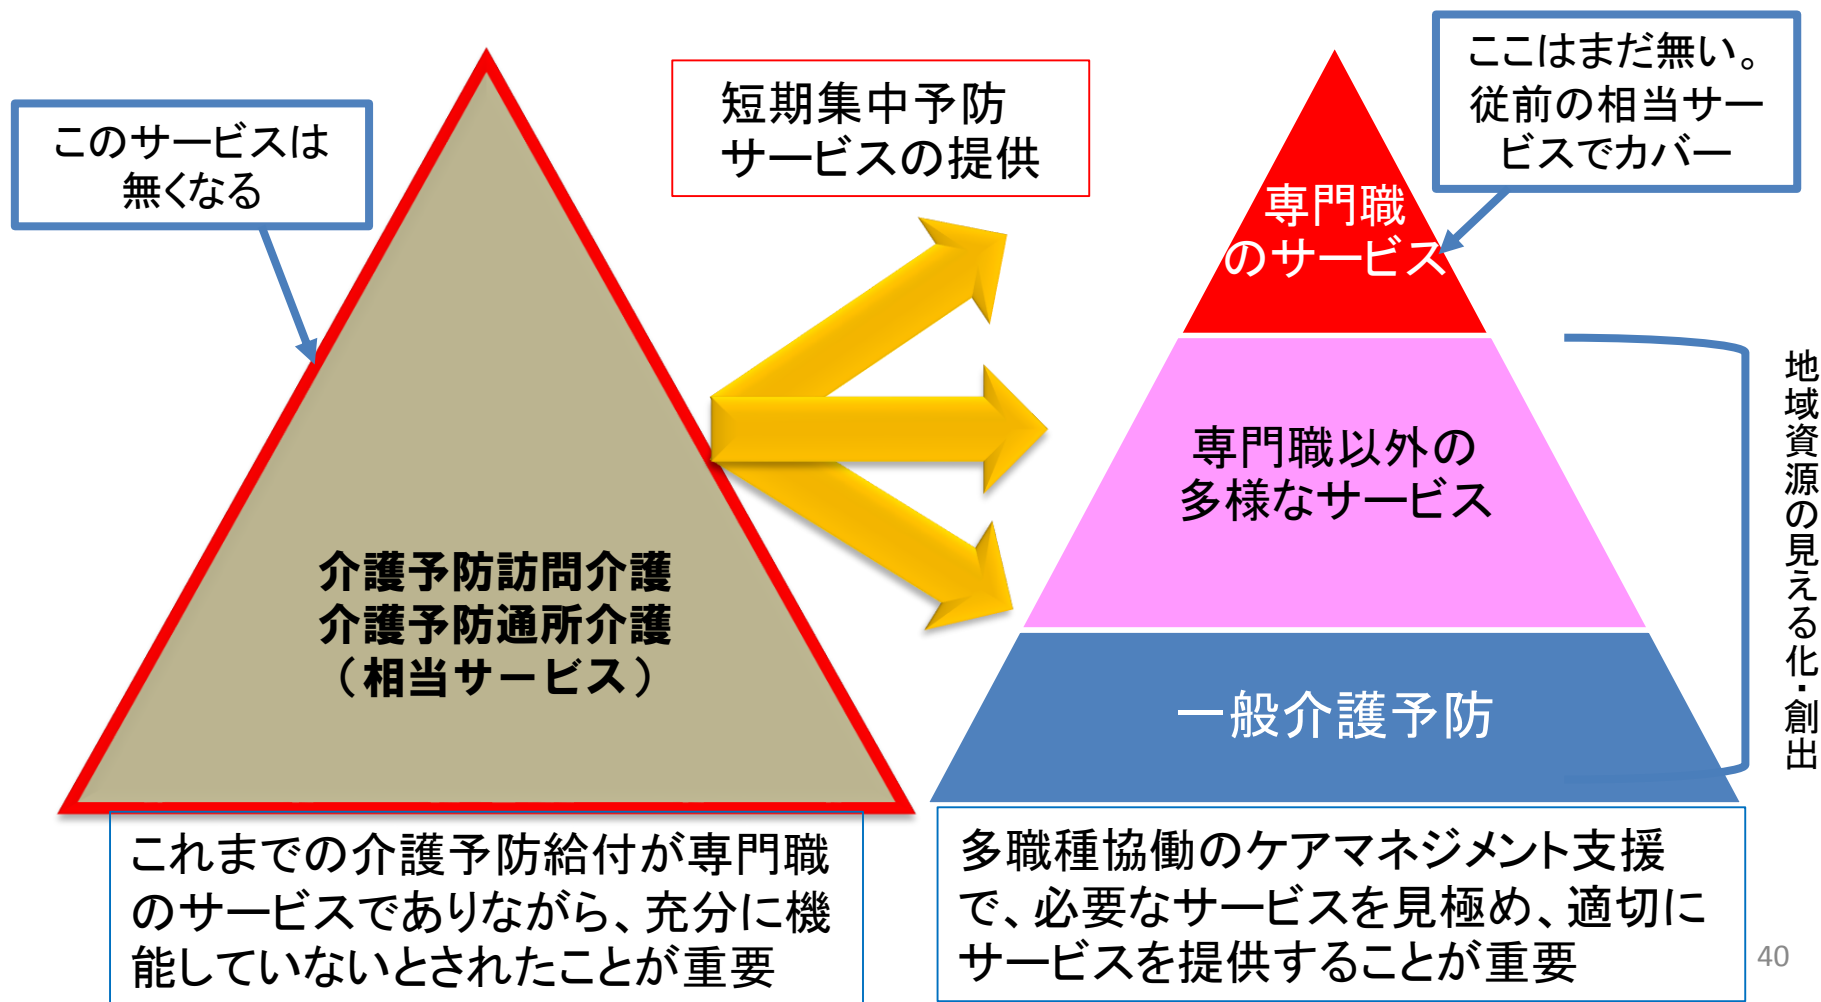 このサービスは
無くなる
短期集中予防
サービスの提供
ここはまだ無い。
従前の相当サー
ビスでカバー
専門職
のサービス
専門職以外の
多様なサービス
一般介護予防
地域資源の見える化・創出
介護予防訪問介護
介護予防通所介護
（相当サービス）
これまでの介護予防給付が専門職
のサービスでありながら、充分に機
能していないとされたことが重要
多職種協働のケアマネジメント支援
で、必要なサービスを見極め、適切に
サービスを提供することが重要
40